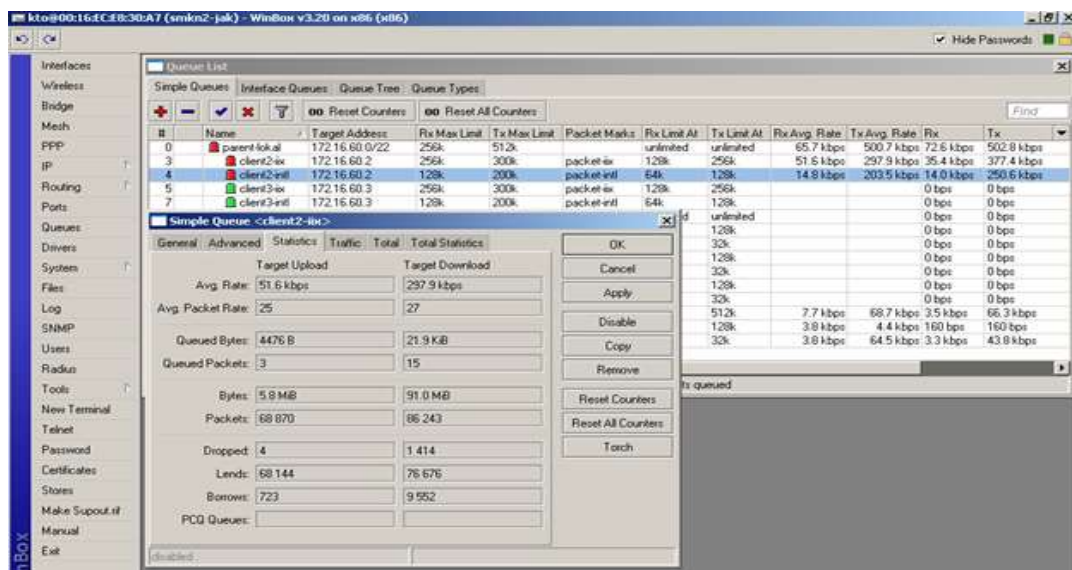 kto@00:16:EC:E8:30:A7 (smkn2-jak) - WinBox v3.20 on x86 (x86)
Hide Passwords
Interfaces
Wireless
Bridge
Mesh
PPP
IP
Routing
Ports
Queues
Drivers
System
Files
Log
SNMP
Users
Radius
Tools
New Terminal
Telnet
Password
Certificates
Stores
Make Supout.rif
Manual
Exit
Queue List
Simple Queues Interface Queues Queue Tree Queue Types
00 Reset Counters 00 Reset All Counters Find
# Name Target Address Rx Max Limit Tx Max Limit Packet Marks Rx Limit At Tx Limit At Rx Avg. Rate Tx Avg. Rate Rx Tx
0 parent-lokal 172.16.60.0/22 256k 512k unlimited unlimited 65.7 kbps 500.7 kbps 72.6 kbps 502.8 kbps
3 client2-iix 172.16.60.2 256k 300k packet-iix 128k 256k 51.6 kbps 297.9 kbps 35.4 kbps 377.4 kbps
4 client2-intl 172.16.60.2 128k 200k packet-intl 64k 128k 14.8 kbps 203.5 kbps 14.0 kbps 250.6 kbps
5 client3-iix 172.16.60.3 256k 300k packet-iix 128k 256k 0 bps 0 bps
7 client3-intl 172.16.60.3 128k 200k packet-intl 64k 128k 0 bps 0 bps
d unlimited 0 bps 0 bps
128k 0 bps 0 bps
32k 0 bps 0 bps
128k 0 bps 0 bps
32k 0 bps 0 bps
128k 0 bps 0 bps
32k 0 bps 0 bps
512k 7.7 kbps 68.7 kbps 3.5 kbps 66.3 kbps
128k 3.8 kbps 4.4 kbps 160 bps 160 bps
32k 3.8 kbps 64.5 kbps 3.3 kbps 43.8 kbps
ts queued
Simple Queue <client2-iix>
General Advanced Statistics Traffic Total Total Statistics
Target Upload Target Download
Avg. Rate: 51.6 kbps 297.9 kbps
Avg. Packet Rate: 25 27
Queued Bytes: 4476 B 21.9 KiB
Queued Packets: 3 15
Bytes: 5.8 MiB 91.0 MiB
Packets: 68 870 86 243
Dropped: 4 1 414
Lends: 68 144 76 676
Borrows: 723 9 552
PCQ Queues:
disabled
OK
Cancel
Apply
Disable
Copy
Remove
Reset Counters
Reset All Counters
Torch
nBox